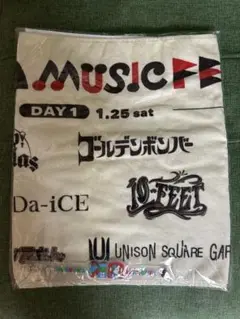 MUSIC FE
DAY1 1.25 sat
ゴールデンボンバー
Da-iCE
10-FEET
UNISON SQUARE GAR